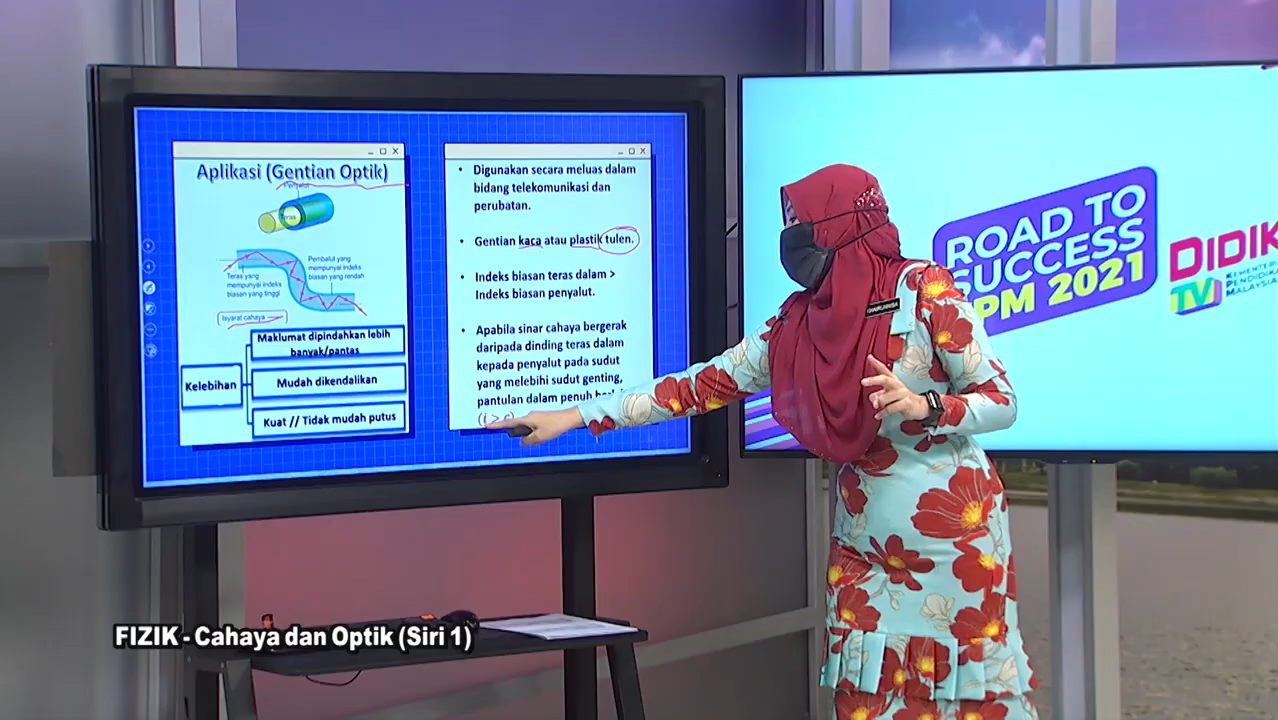 Aplikasi (Gentian Optik)
Penyalut
Teras
Teras yang
mempunyai indeks
biasan yang tinggi
Pembalut yang
mempunyai indeks
biasan yang rendah
Isyarat cahaya
Kelebihan
Maklumat dipindahkan lebih
banyak/pantas
Mudah dikendalikan
Kuat // Tidak mudah putus
• Digunakan secara meluas dalam
bidang telekomunikasi dan
perubatan.
• Gentian kaca atau plastik tulen.
• Indeks biasan teras dalam >
Indeks biasan penyalut.
• Apabila sinar cahaya bergerak
daripada dinding teras dalam
kepada penyalut pada sudut
yang melebihi sudut genting,
pantulan dalam penuh
(i > c)
ROAD TO
SUCCESS
PM 2021
DIDIK
TV
KEMENTERI
PENDIDIKA
MALAYSIA
FIZIK - Cahaya dan Optik (Siri 1)